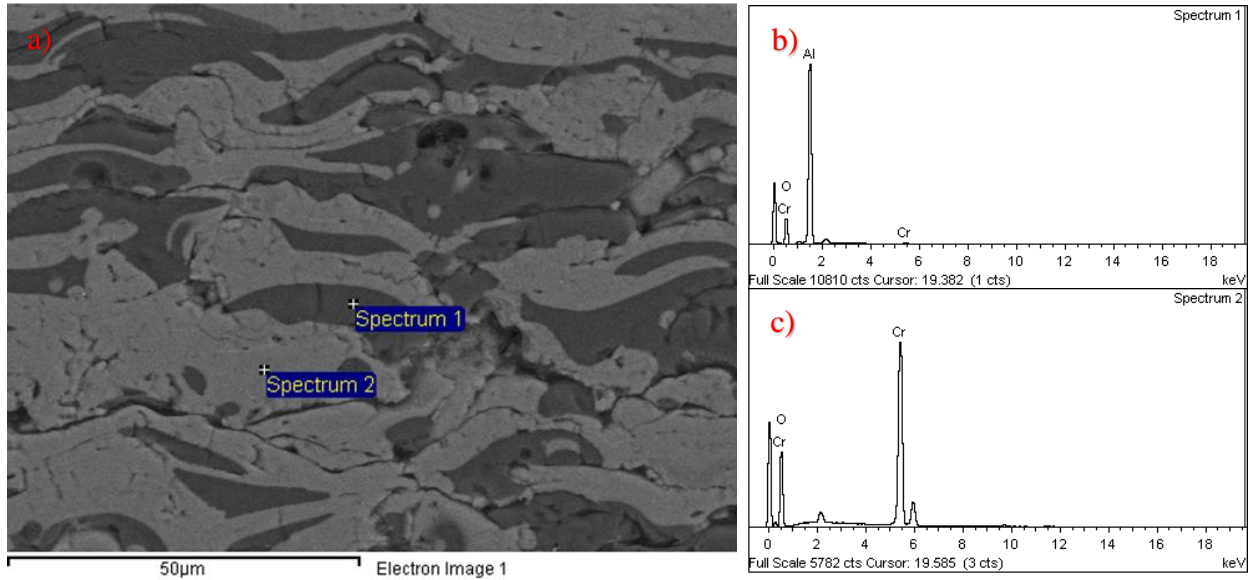 a)
Spectrum 1
Spectrum 2
50µm
Electron Image 1
b)
Spectrum 1
Al
O
Cr
Cr
0 2 4 6 8 10 12 14 16 18
Full Scale 10810 cts Cursor: 19.382 (1 cts)
keV
c)
Spectrum 2
Cr
O
Cr
0 2 4 6 8 10 12 14 16 18
Full Scale 5782 cts Cursor: 19.585 (3 cts)
keV